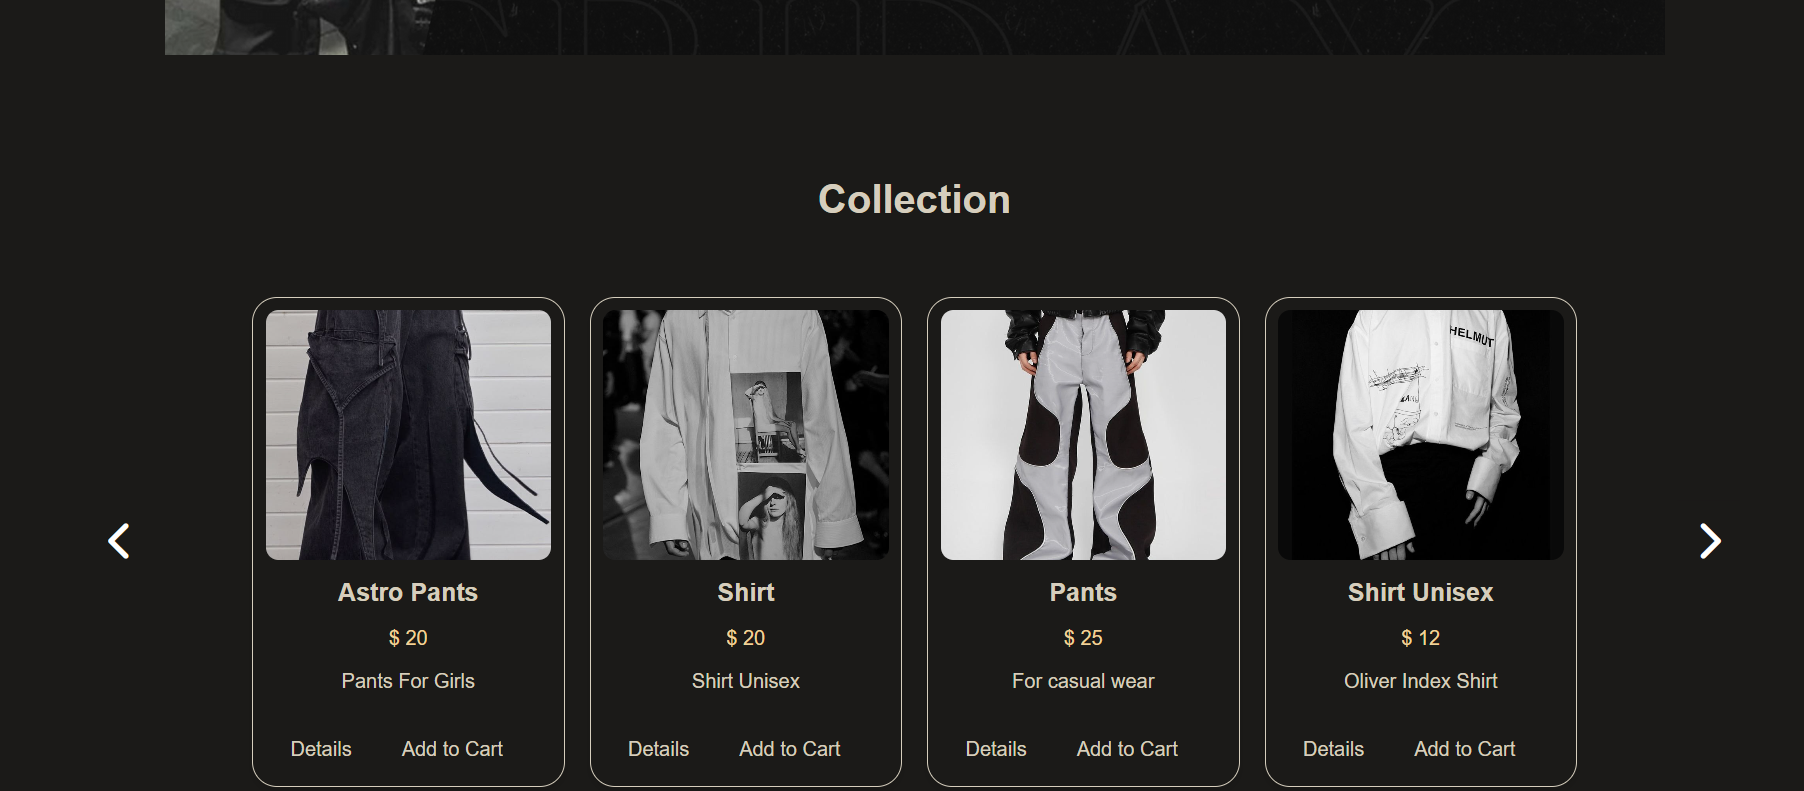 Collection
HELMUT
Astro Pants
$ 20
Pants For Girls
Details
Add to Cart
Shirt
$ 20
Shirt Unisex
Details
Add to Cart
Pants
$ 25
For casual wear
Details
Add to Cart
Shirt Unisex
$ 12
Oliver Index Shirt
Details
Add to Cart